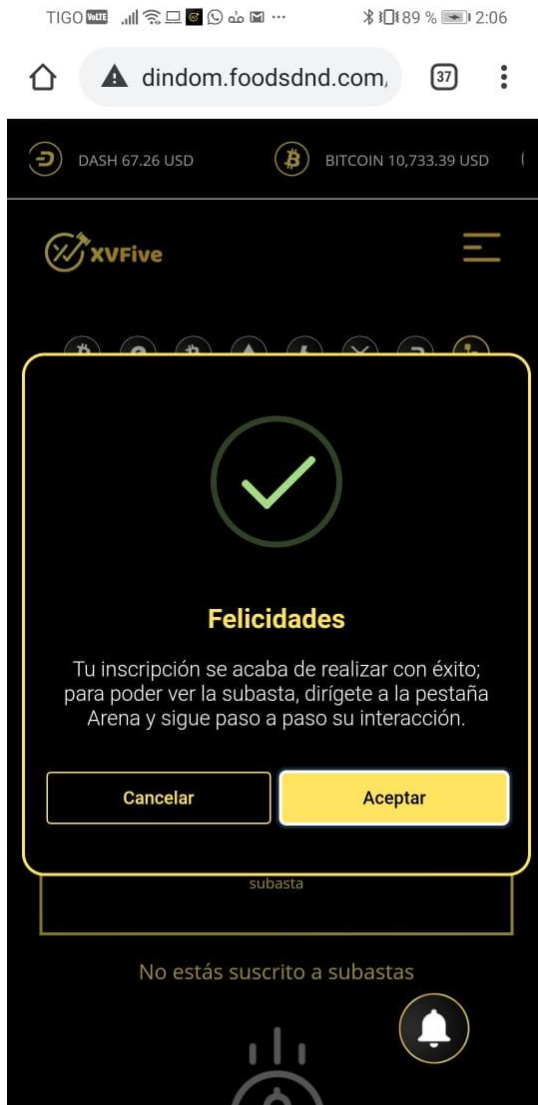 TIGO VoLTE 89 % 2:06
dindom.foodsdnd.com, 37
DASH 67.26 USD BITCOIN 10,733.39 USD
XVFive
Felicidades
Tu inscripción se acaba de realizar con éxito;
para poder ver la subasta, dirígete a la pestaña
Arena y sigue paso a paso su interacción.
Cancelar Aceptar
subasta
No estás suscrito a subastas